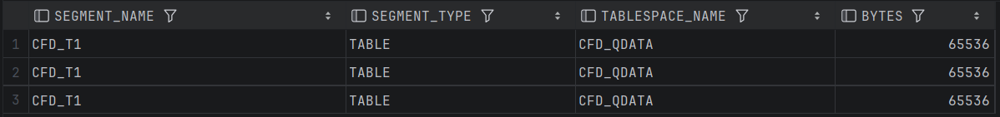 SEGMENT_NAME SEGMENT_TYPE TABLESPACE_NAME BYTES
1 CFD_T1 TABLE CFD_QDATA 65536
2 CFD_T1 TABLE CFD_QDATA 65536
3 CFD_T1 TABLE CFD_QDATA 65536